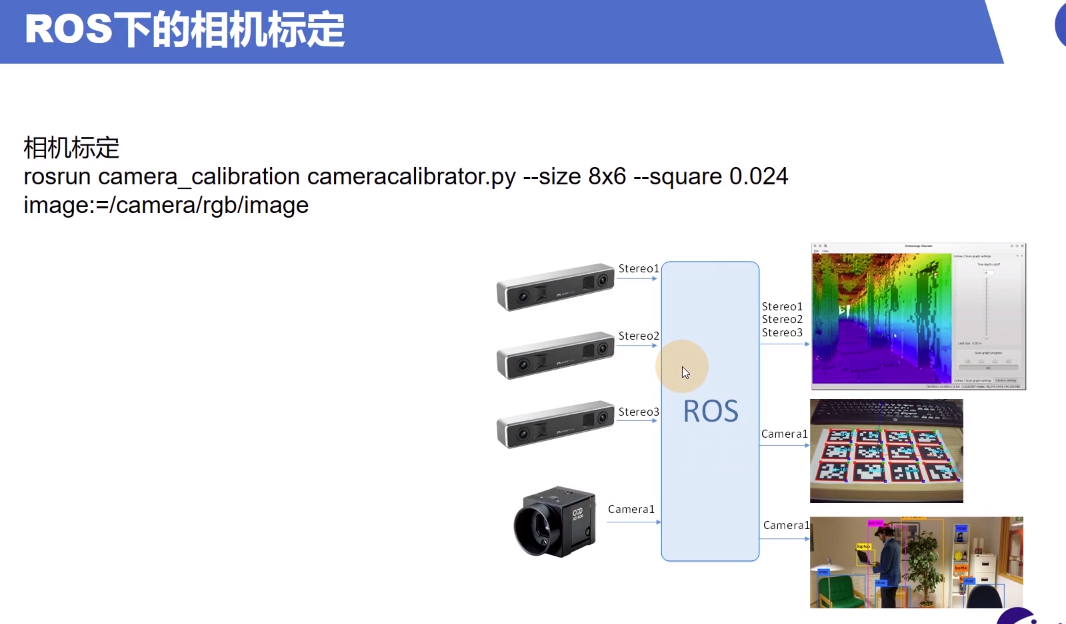 ROS下的相机标定
相机标定
rosrun camera_calibration cameracalibrator.py --size 8x6 --square 0.024
image:=/camera/rgb/image
Stereo1
Stereo2
Stereo3
Camera1
ROS
Stereo1
Stereo2
Stereo3
Camera1
Camera1